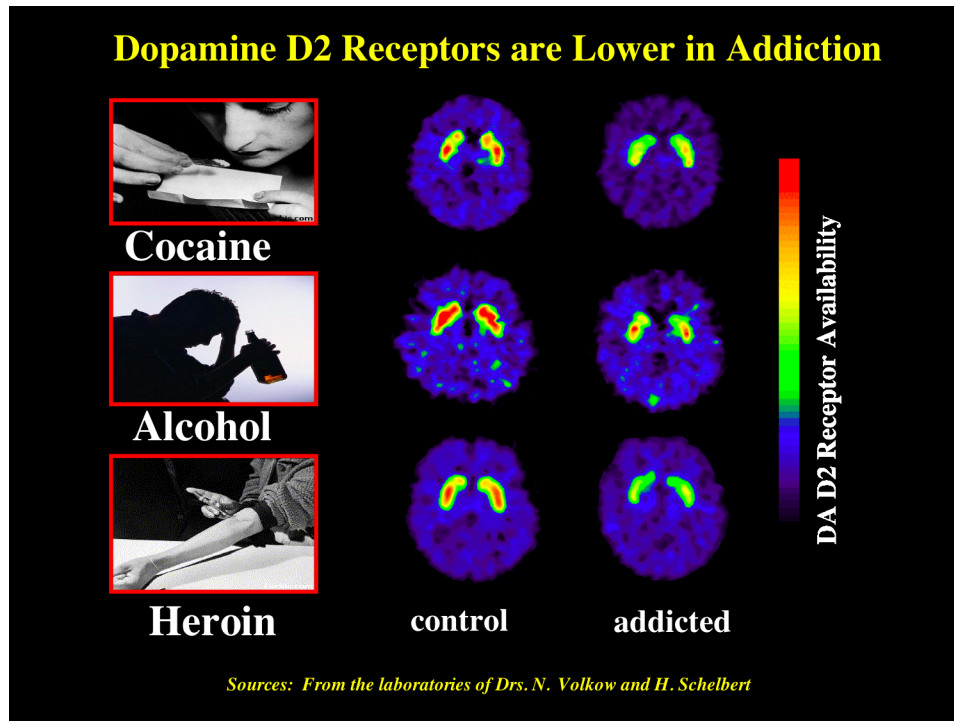 Dopamine D2 Receptors are Lower in Addiction
Cocaine
Alcohol
Heroin
control
addicted
DA D2 Receptor Availability
Sources: From the laboratories of Drs. N. Volkow and H. Schelbert